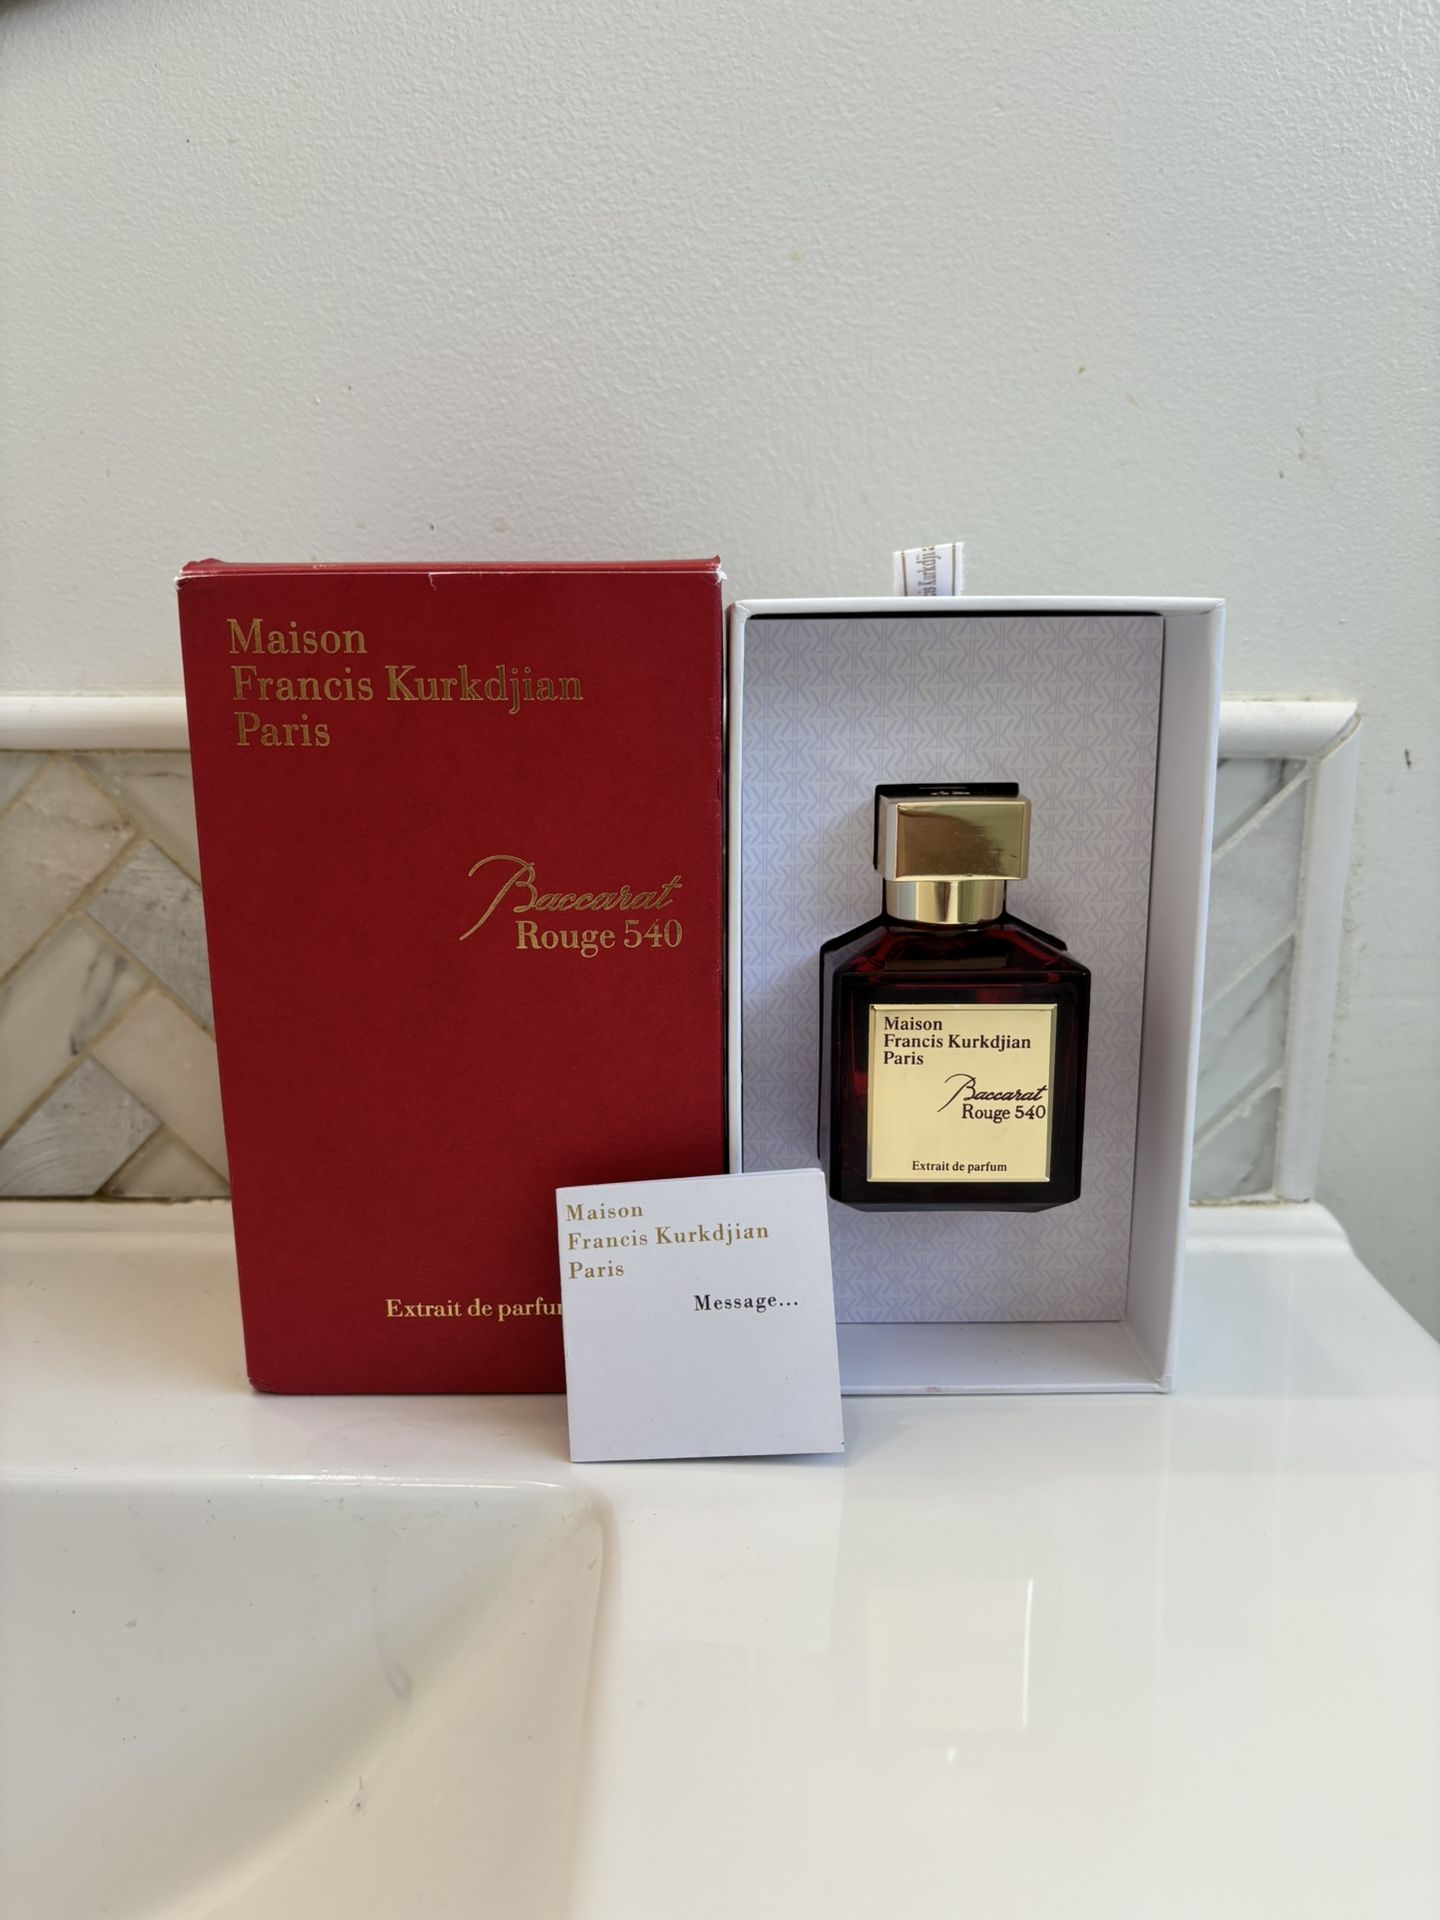 Maison
Francis Kurkdjian
Paris
Baccarat
Rouge 540
Extrait de
Maison
Francis Kurkdjian
Paris
Message...
Kurkdji
Maison
Francis Kurkdjian
Paris
Baccarat
Rouge 540
Extrait de parfum